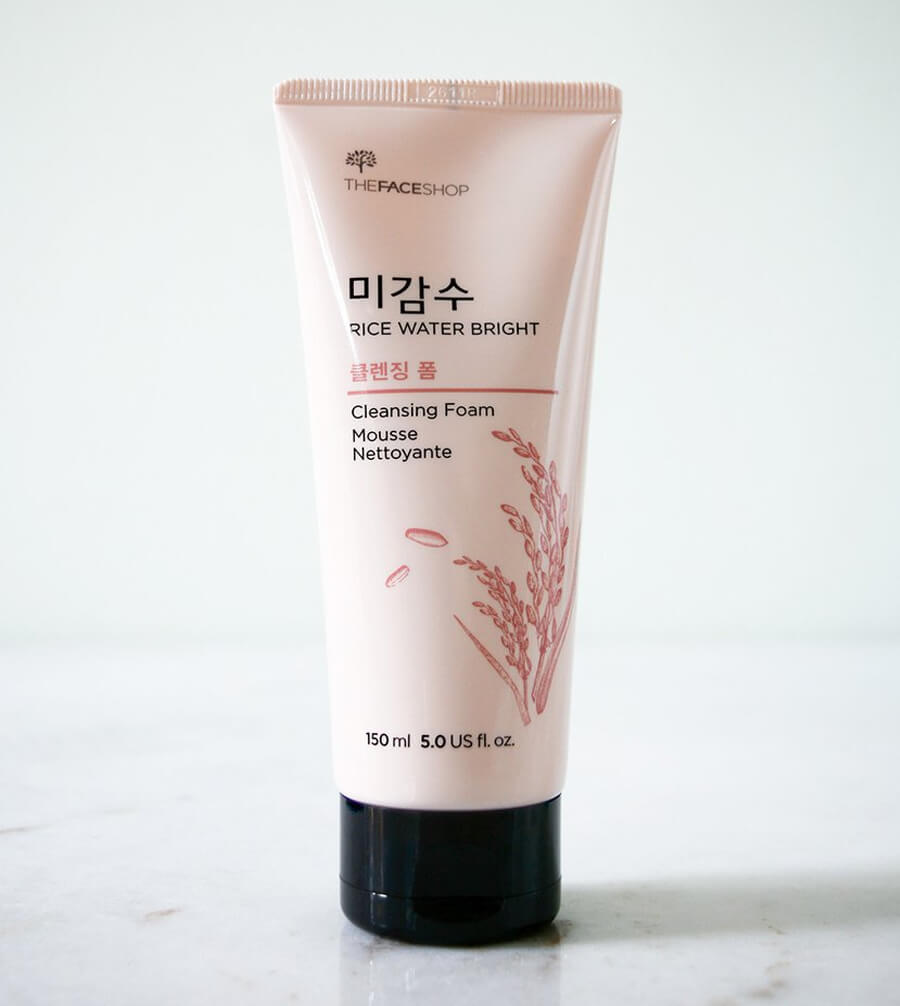 THEFACESHOP
미감수
RICE WATER BRIGHT
클렌징 폼
Cleansing Foam
Mousse
Nettoyante
150 ml 5.0 US fl. oz.